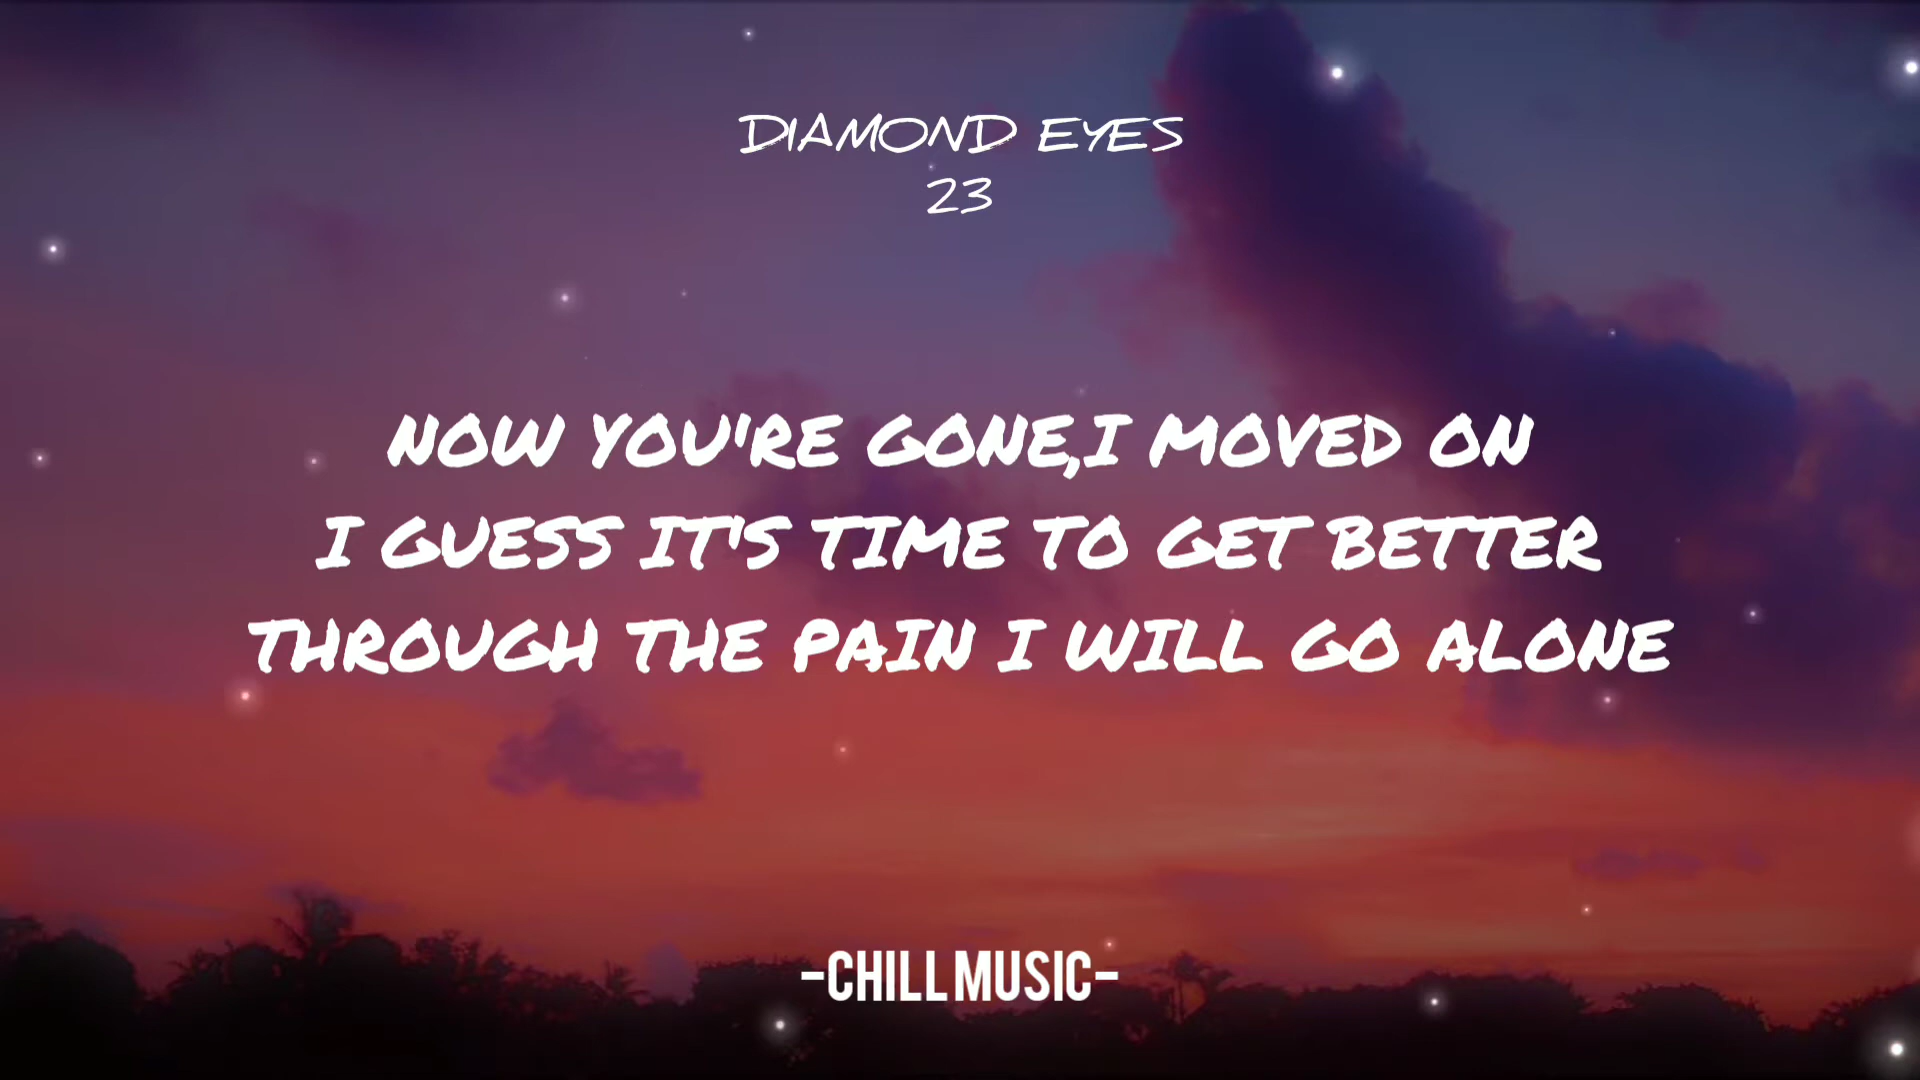 DIAMOND EYES
23
NOW YOU'RE GONE,I MOVED ON
I GUESS IT'S TIME TO GET BETTER
THROUGH THE PAIN I WILL GO ALONE
-CHILL MUSIC-